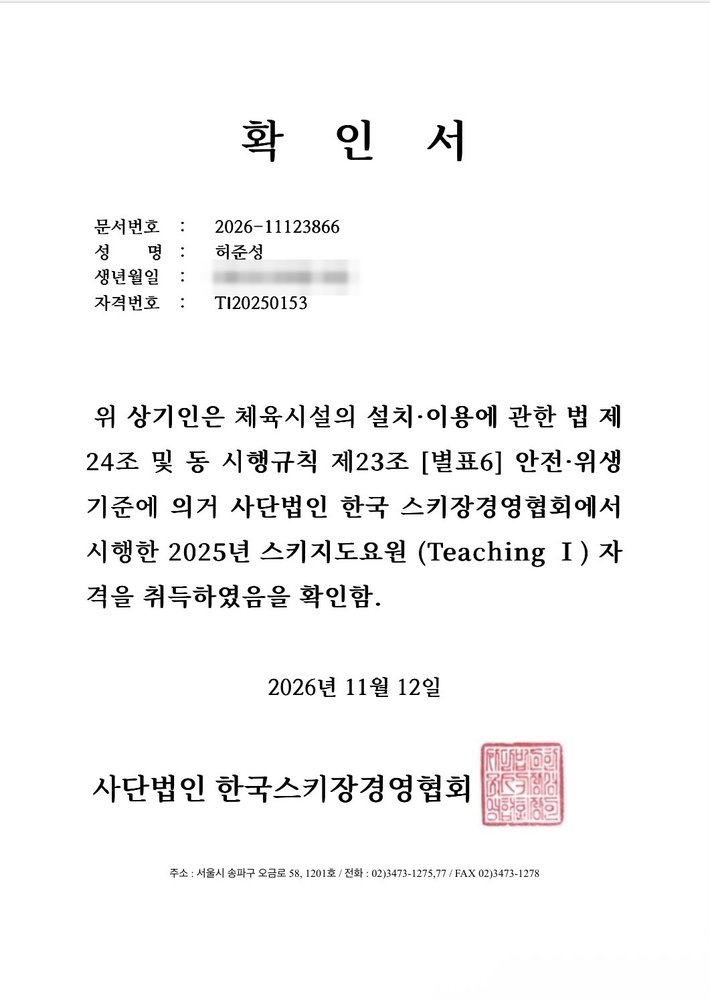 확 인 서
문서번호 : 2026-11123866
성 명 : 허준성
생년월일 :
자격번호 : TI20250153
위 상기인은 체육시설의 설치·이용에 관한 법 제
24조 및 동 시행규칙 제23조 [별표6] 안전·위생
기준에 의거 사단법인 한국 스키장경영협회에서
시행한 2025년 스키지도요원 (Teaching Ⅰ) 자
격을 취득하였음을 확인함.
2026년 11월 12일
사단법인 한국스키장경영협회
주소 : 서울시 송파구 오금로 58, 1201호 / 전화 : 02)3473-1275,77 / FAX 02)3473-1278